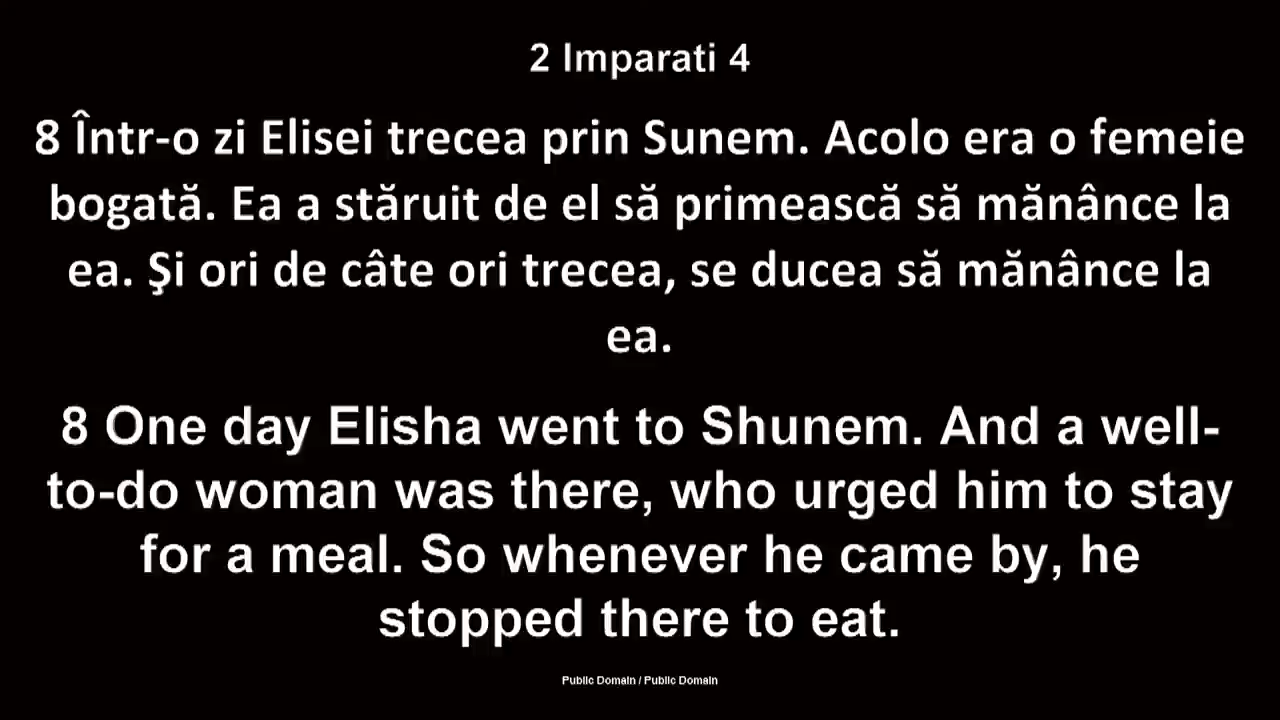 2 Imparati 4
8 Într-o zi Elisei trecea prin Sunem. Acolo era o femeie
bogată. Ea a stăruit de el să primească să mănânce la
ea. Şi ori de câte ori trecea, se ducea să mănânce la
ea.
8 One day Elisha went to Shunem. And a well-
to-do woman was there, who urged him to stay
for a meal. So whenever he came by, he
stopped there to eat.
Public Domain / Public Domain